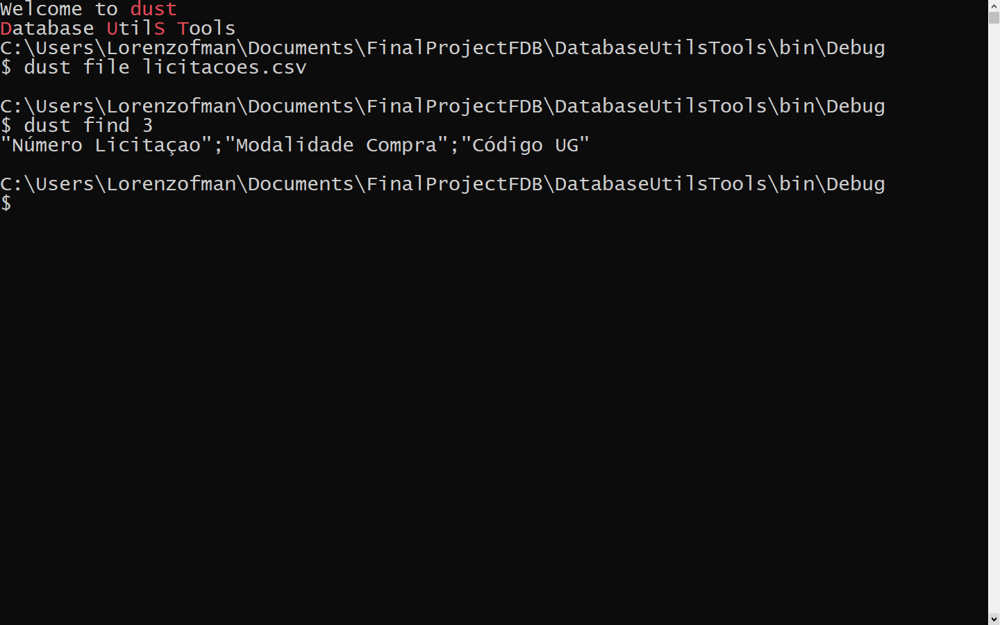 Welcome to dust
Database UtilS Tools
C:\Users\Lorenzofman\Documents\FinalProjectFDB\DatabaseUtilsTools\bin\Debug
$ dust file licitacoes.csv
C:\Users\Lorenzofman\Documents\FinalProjectFDB\DatabaseUtilsTools\bin\Debug
$ dust find 3
"Número Licitaçao";"Modalidade Compra";"Código UG"
C:\Users\Lorenzofman\Documents\FinalProjectFDB\DatabaseUtilsTools\bin\Debug
$